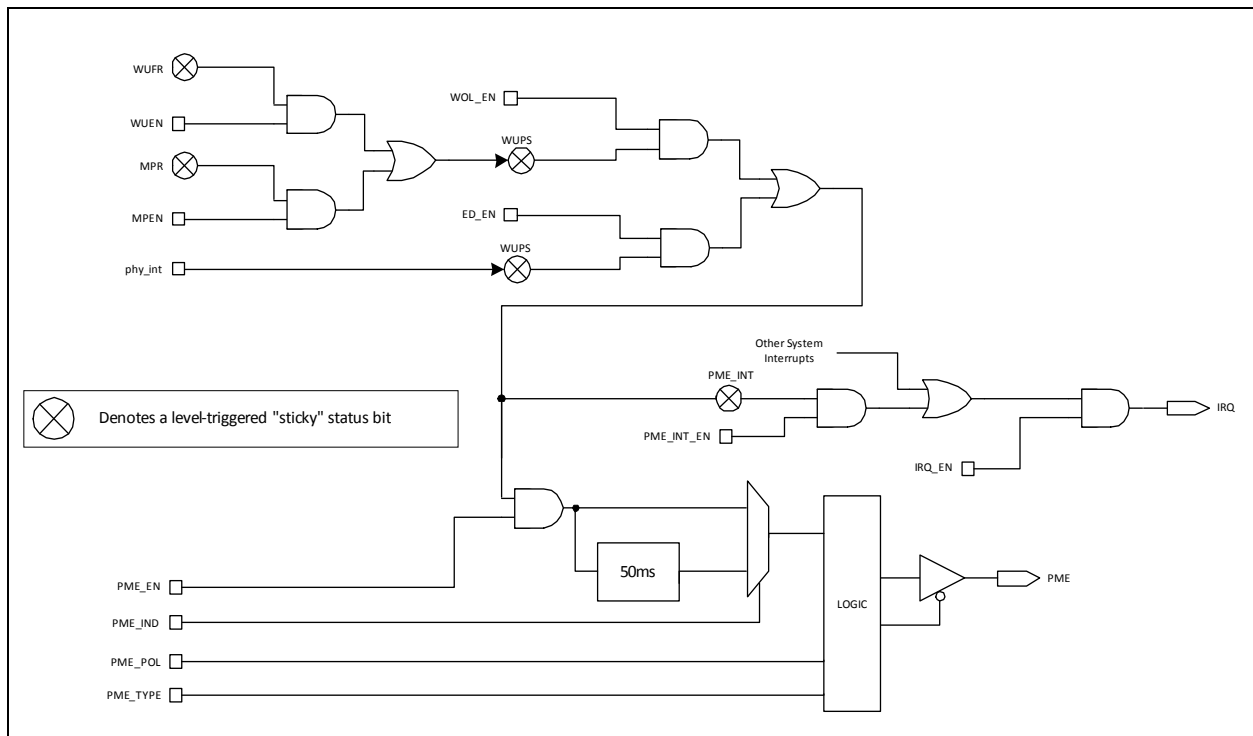 WUFR
WOL_EN
WUEN
WUPS
MPR
MPEN
ED_EN
WUPS
phy_int
Other System
Interrupts
PME_INT
Denotes a level-triggered "sticky" status bit
IRQ
PME_INT_EN
IRQ_EN
50ms
PME_EN
PME
LOGIC
PME_IND
PME_POL
PME_TYPE